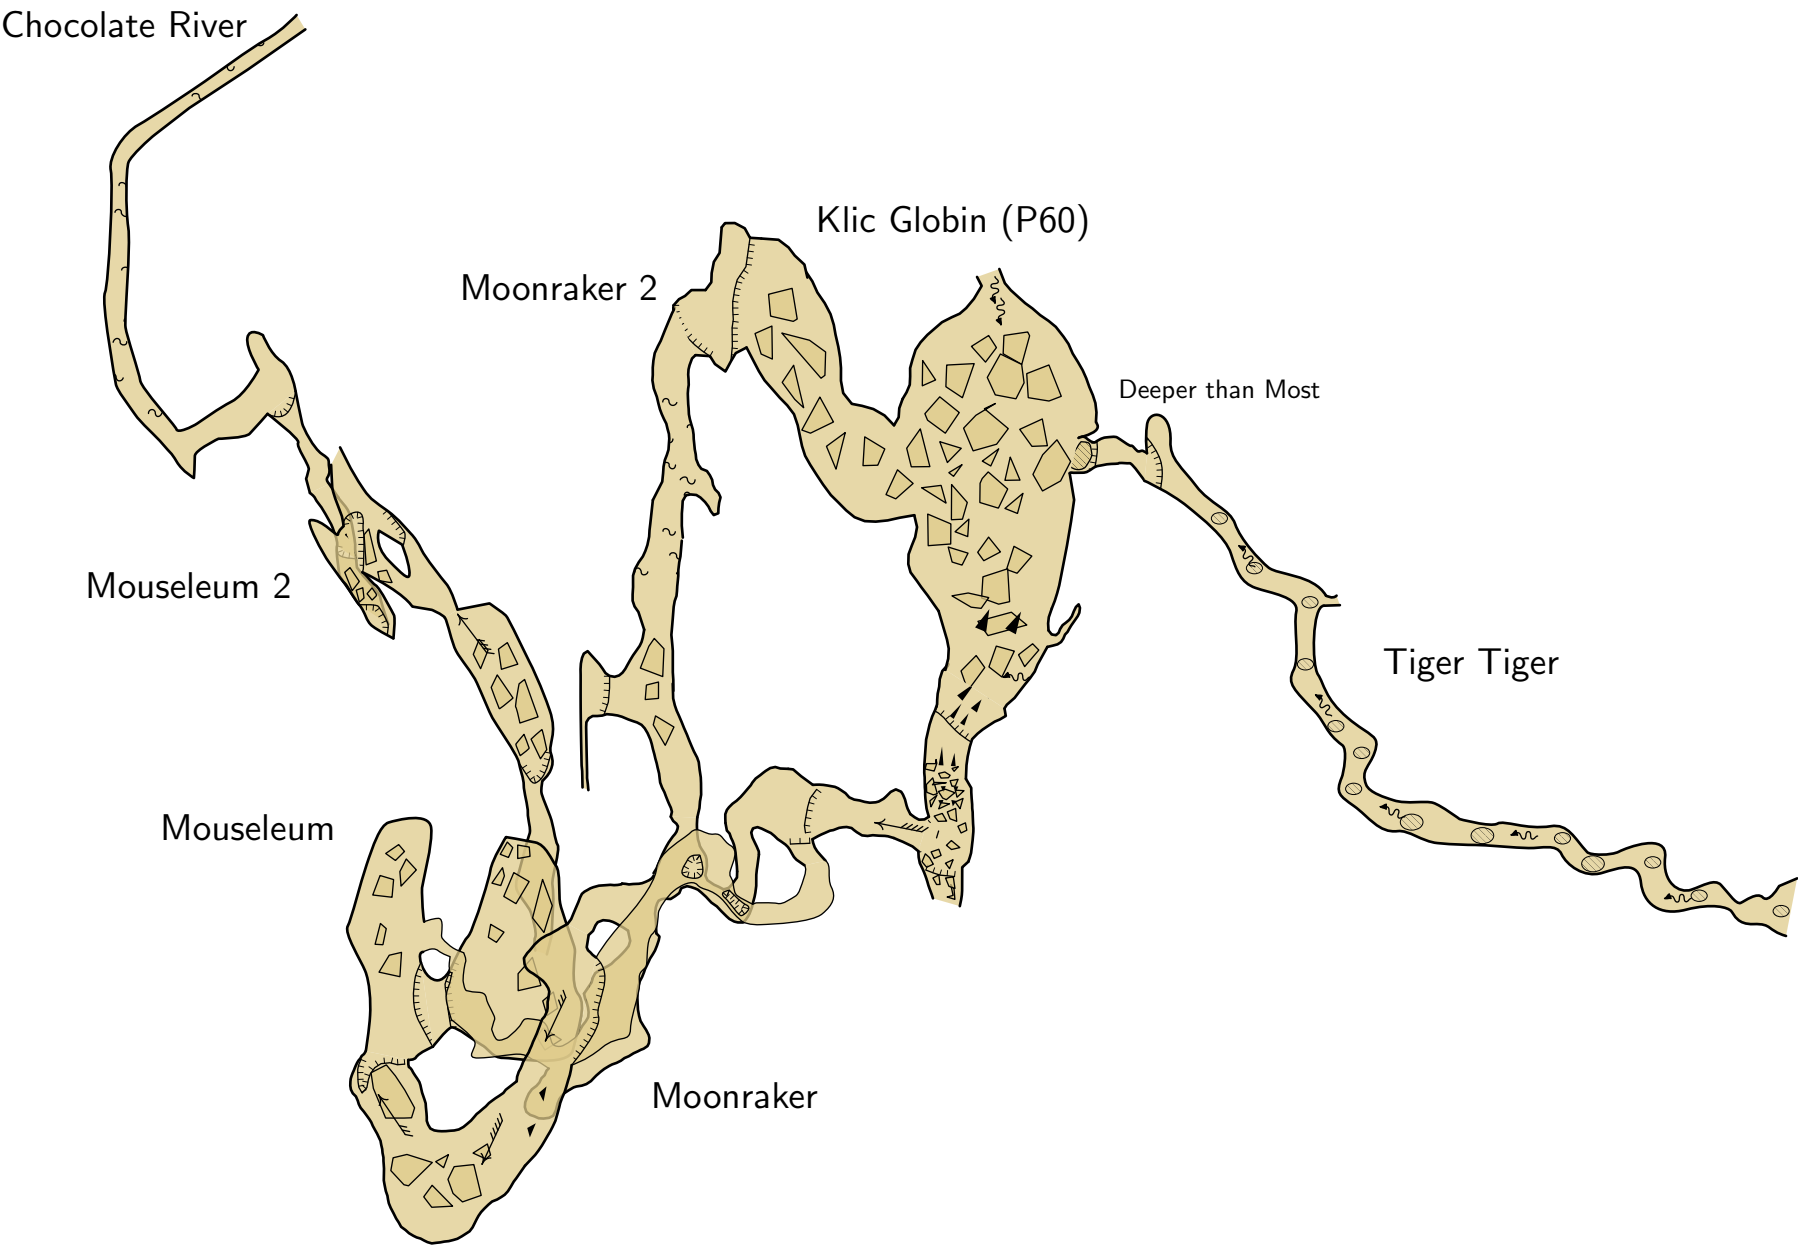 Chocolate River
Klic Globin (P60)
Moonraker 2
Deeper than Most
Mouseleum 2
Tiger Tiger
Mouseleum
Moonraker